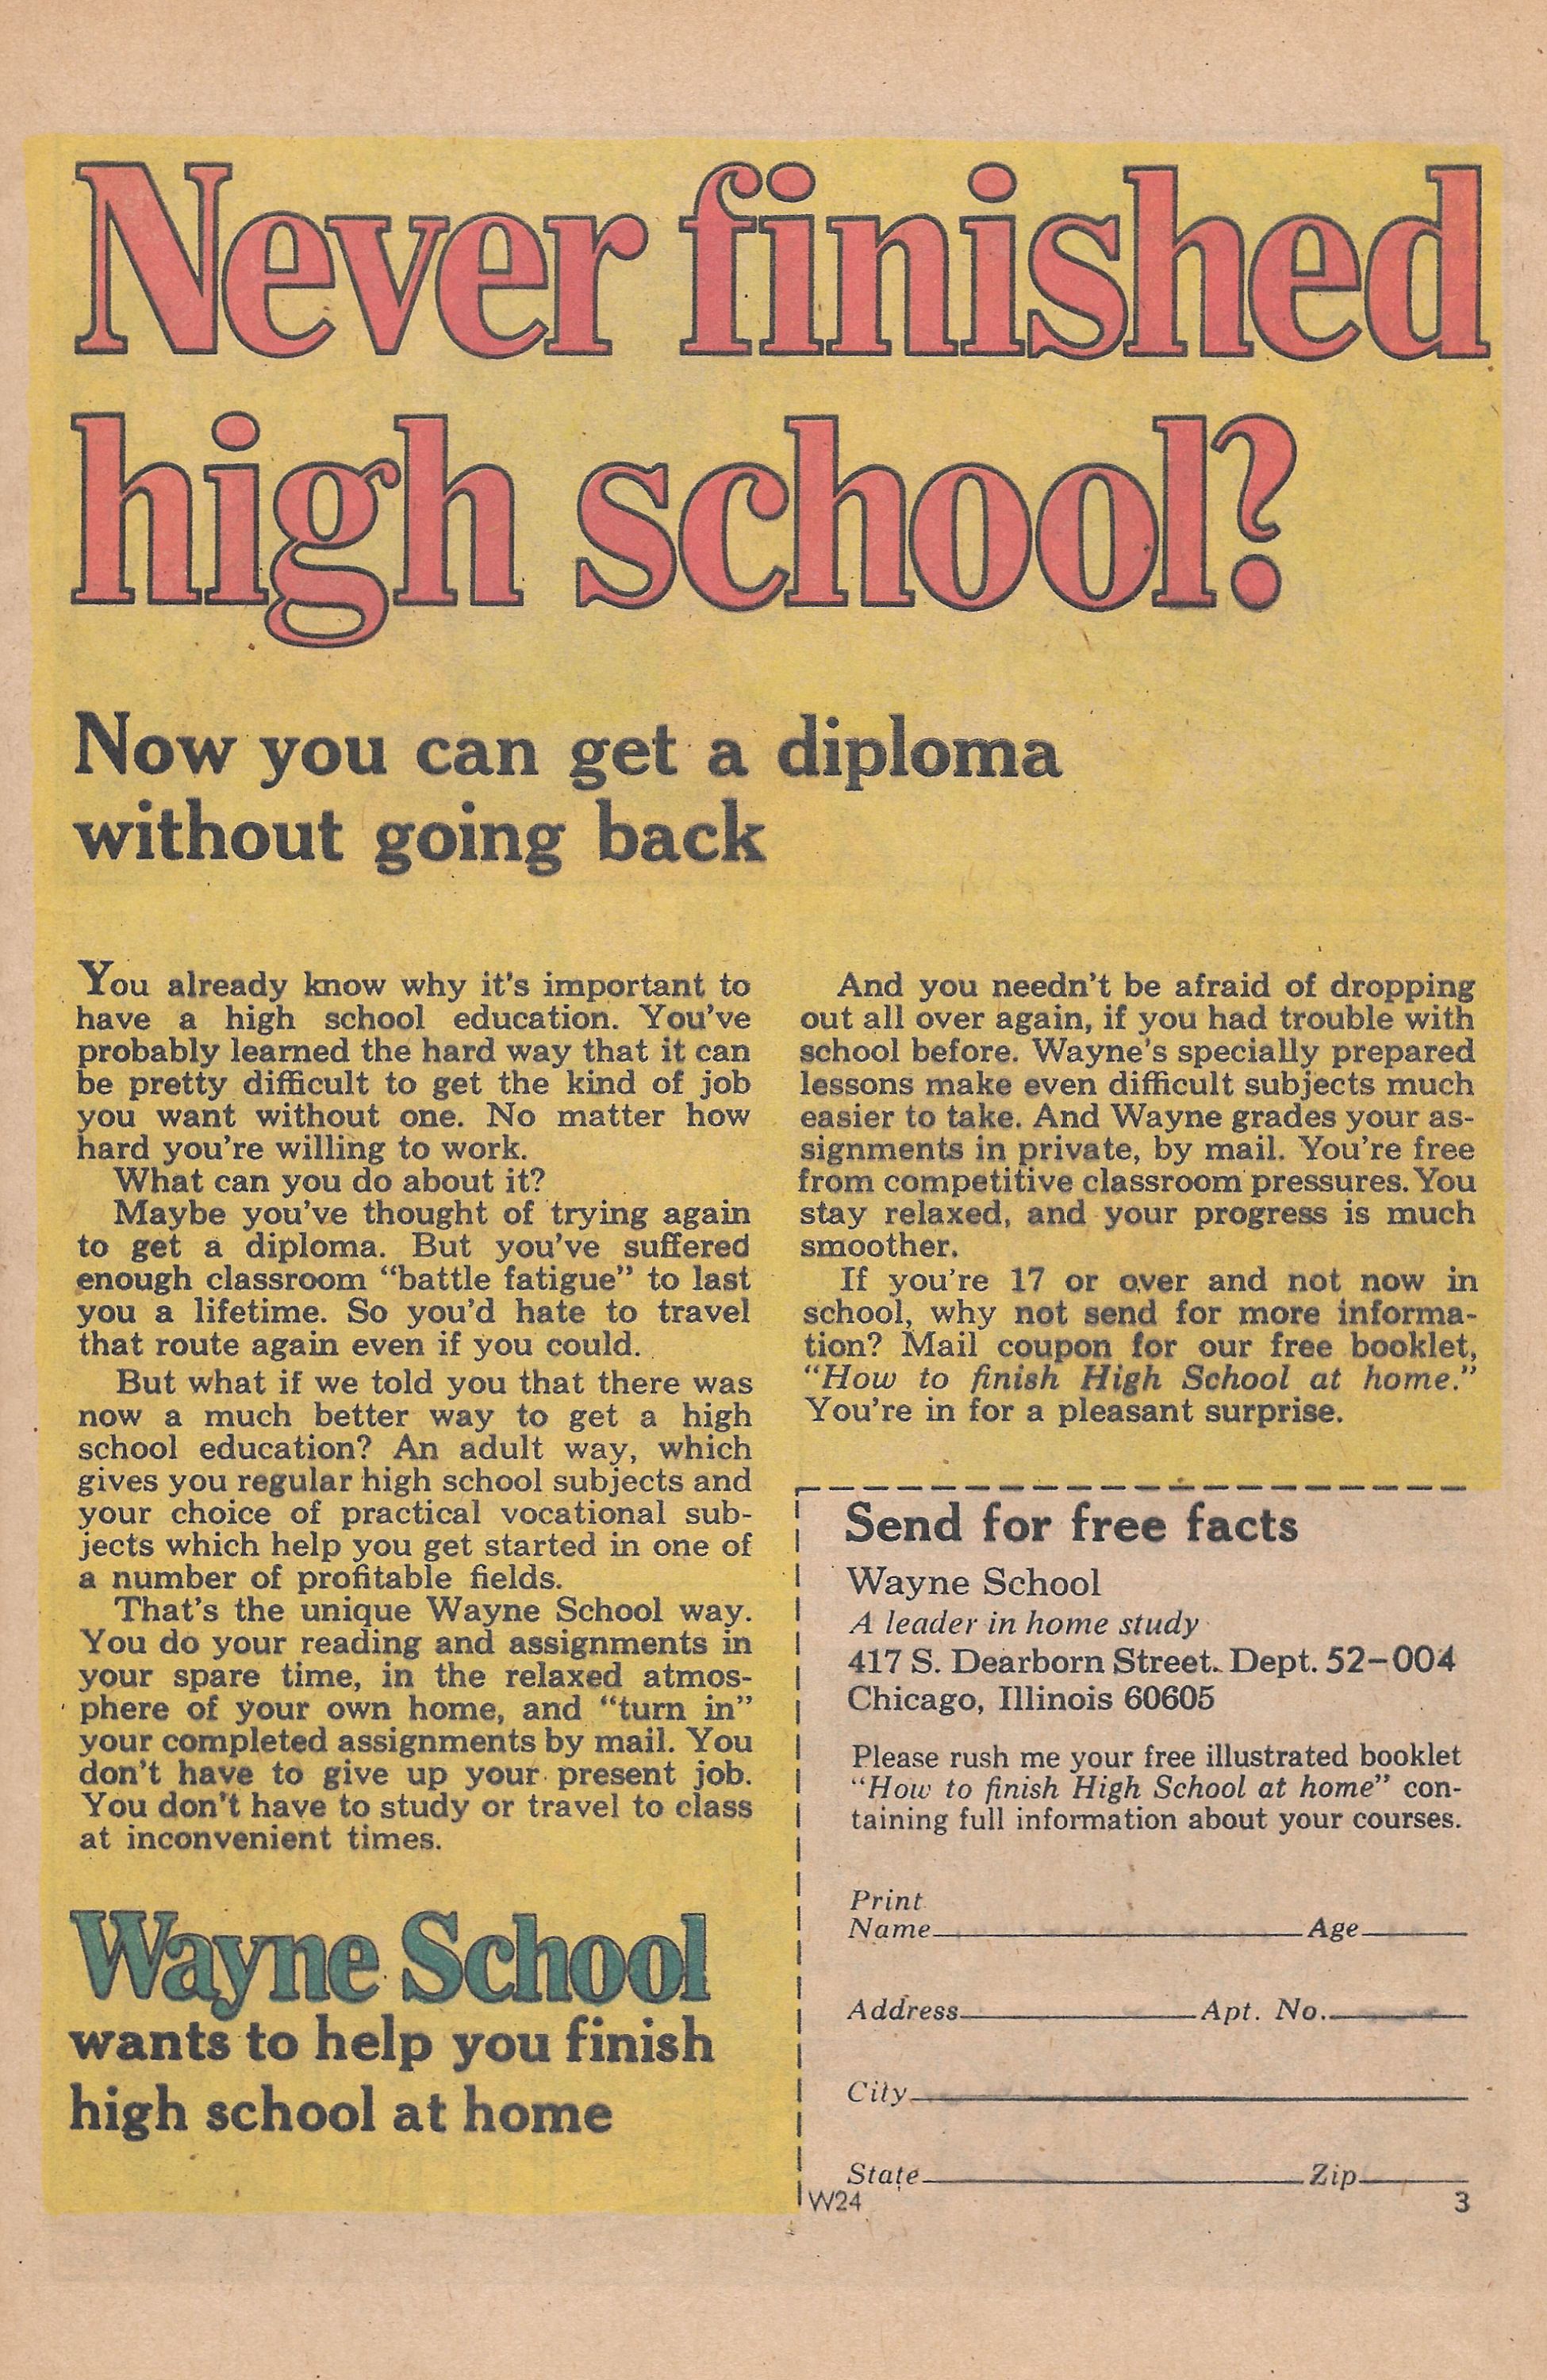 Never finished
high school?
Now you can get a diploma
without going back
You already know why it's important to
have a high school education. You've
probably learned the hard way that it can
be pretty difficult to get the kind of job
you want without one. No matter how
hard you're willing to work.
What can you do about it?
Maybe you've thought of trying again
to get a diploma. But you've suffered
enough classroom “battle fatigue” to last
you a lifetime. So you'd hate to travel
that route again even if you could.
But what if we told you that there was
now a much better way to get a high
school education? An adult way, which
gives you regular high school subjects and
your choice of practical vocational sub-
jects which help you get started in one of
a number of profitable fields.
That's the unique Wayne School way.
You do your reading and assignments in
your spare time, in the relaxed atmos-
phere of your own home, and “turn in”
your completed assignments by mail. You
don't have to give up your present job.
You don't have to study or travel to class
at inconvenient times.
Wayne School
wants to help you finish
high school at home
And you needn't be afraid of dropping
out all over again, if you had trouble with
school before. Wayne's specially prepared
lessons make even difficult subjects much
easier to take. And Wayne grades your as-
signments in private, by mail. You're free
from competitive classroom pressures. You
stay relaxed, and your progress is much
smoother.
If you're 17 or over and not now in
school, why not send for more informa-
tion? Mail coupon for our free booklet,
“How to finish High School at home.”
You're in for a pleasant surprise.
Send for free facts
Wayne School
A leader in home study
417 S. Dearborn Street. Dept. 52-004
Chicago, Illinois 60605
Please rush me your free illustrated booklet
“How to finish High School at home” con-
taining full information about your courses.
Print
Name Age
Address Apt. No.
City
State Zip
W24 3